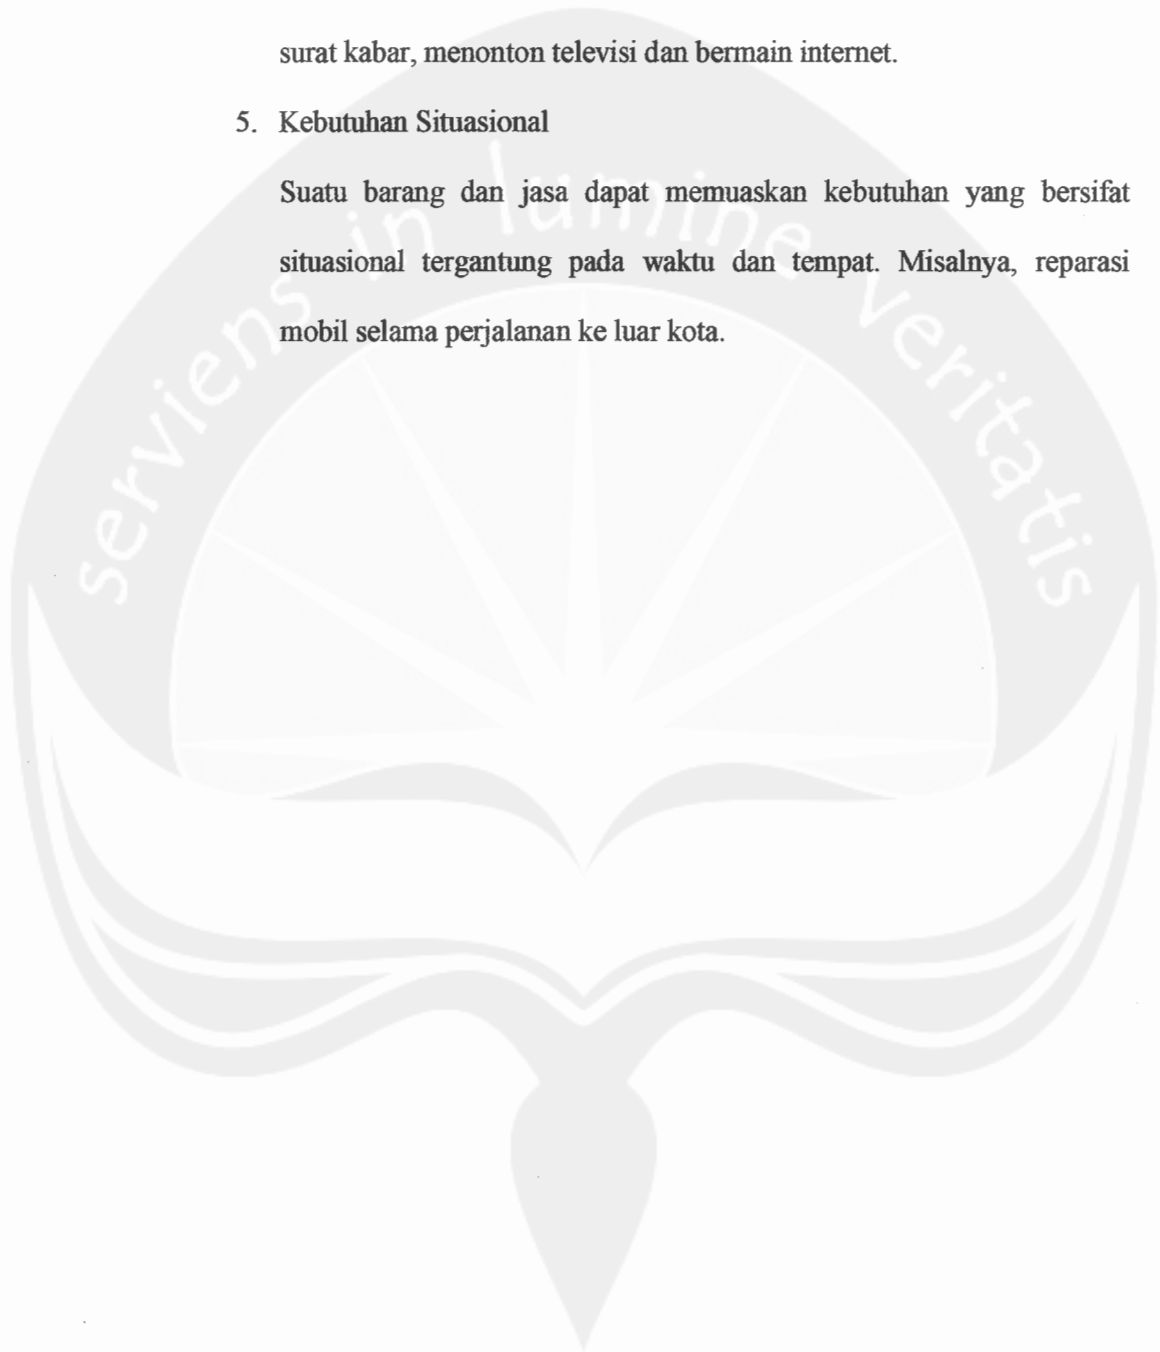 surat kabar, menonton televisi dan bermain internet.
5. Kebutuhan Situasional
Suatu barang dan jasa dapat memuaskan kebutuhan yang bersifat
situasional tergantung pada waktu dan tempat. Misalnya, reparasi
mobil selama perjalanan ke luar kota.
serviens in lumine veritatis